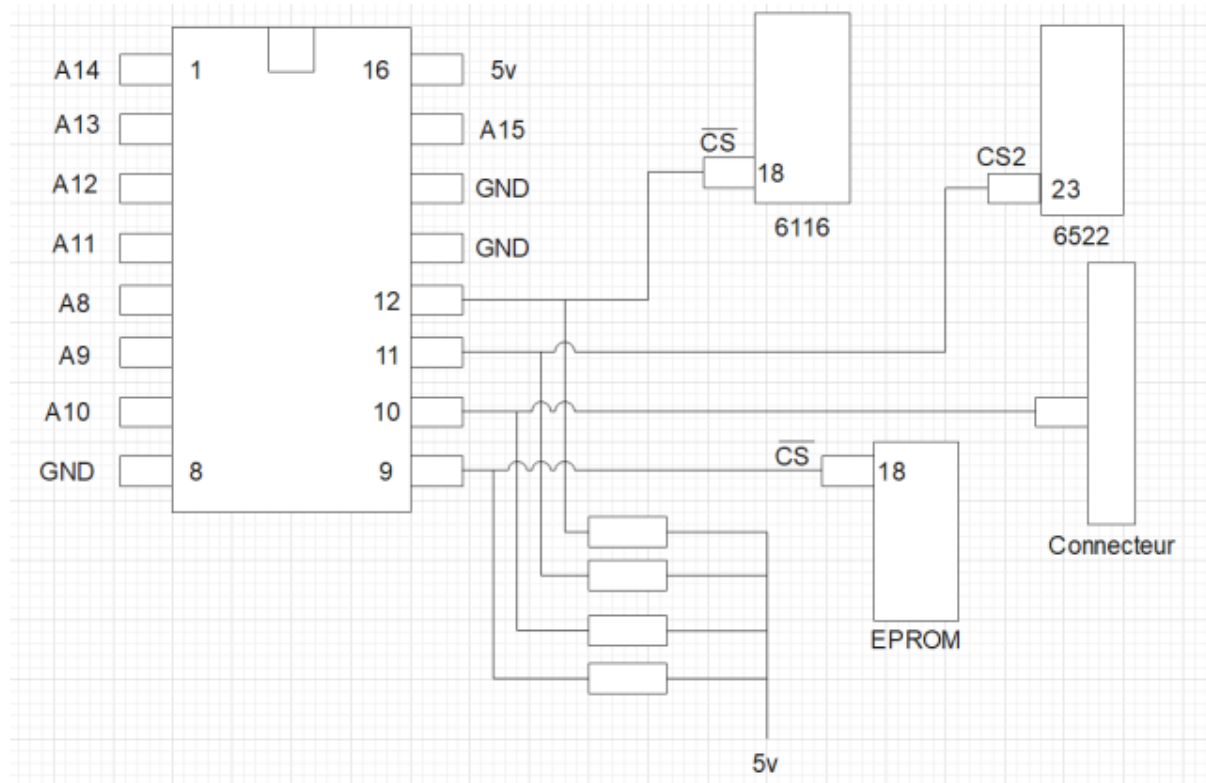 A14 1 16 5v
A13 A15
A12 GND
A11 GND
A8 12
A9 11
A10 10
GND 8 9
CS
18
6116
CS2
23
6522
Connecteur
CS
18
EPROM
5v